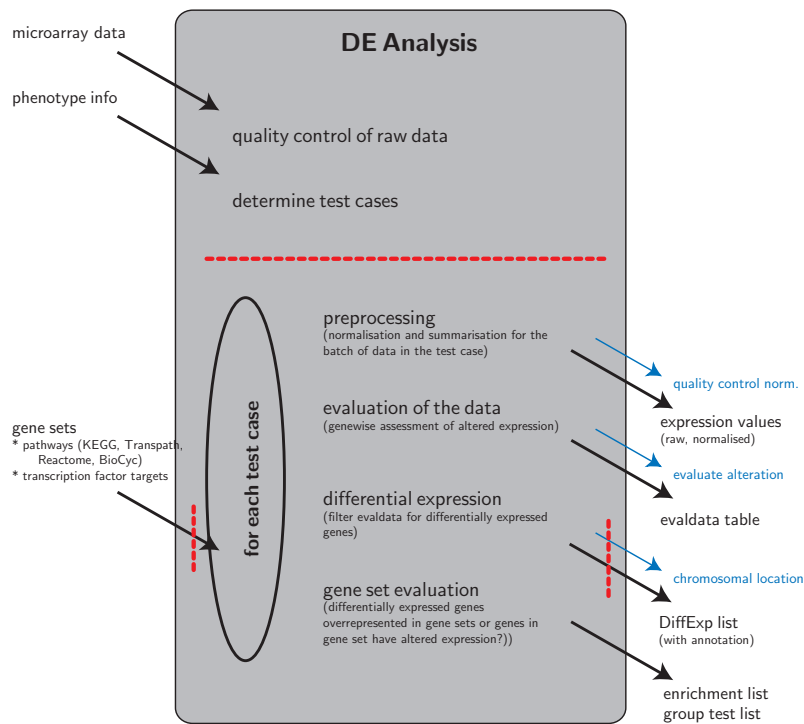 DE Analysis
microarray data
phenotype info
quality control of raw data
determine test cases
for each test case
gene sets
* pathways (KEGG, Transpath,
Reactome, BioCyc)
* transcription factor targets
preprocessing
(normalisation and summarisation for the
batch of data in the test case)
quality control norm.
expression values
(raw, normalised)
evaluation of the data
(genewise assessment of altered expression)
evaluate alteration
evaldata table
differential expression
(filter evaldata for differentially expressed
genes)
chromosomal location
DiffExp list
(with annotation)
gene set evaluation
(differentially expressed genes
overrepresented in gene sets or genes in
gene set have altered expression?))
enrichment list
group test list